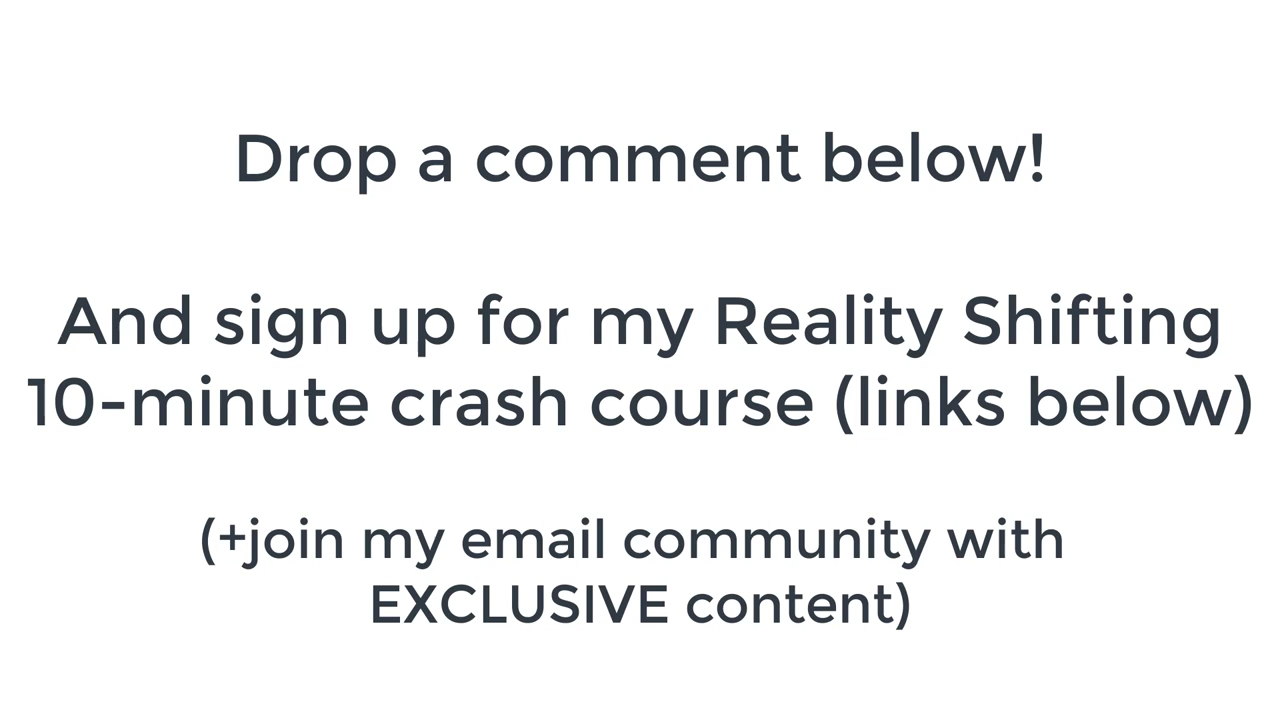 Drop a comment below!
And sign up for my Reality Shifting
10-minute crash course (links below)
(+join my email community with
EXCLUSIVE content)